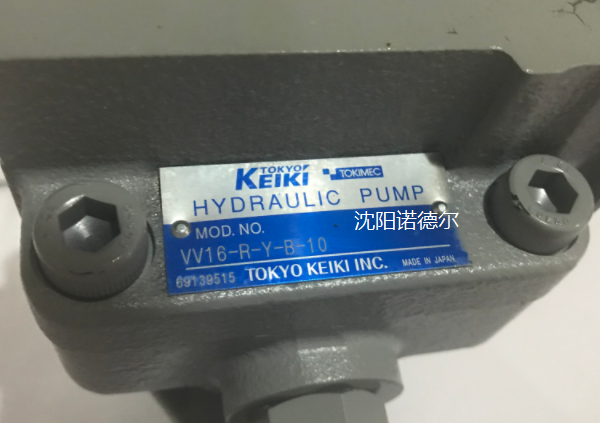 TOKYO
KEIKI TOKIMEC
HYDRAULIC PUMP
MOD. NO. 沈阳诺德尔
VV16-R-Y-B-10
69139515 TOKYO KEIKI INC. MADE IN JAPAN